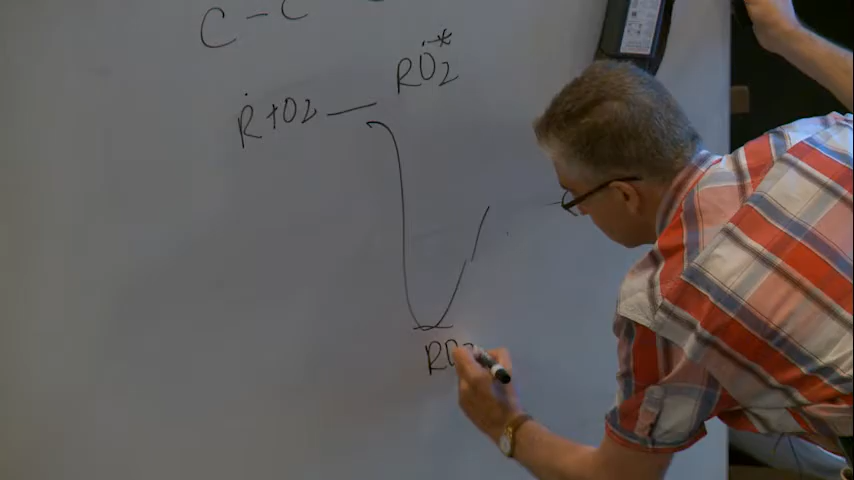 C – C
RȮ2*
Ṙ + O2
RO2